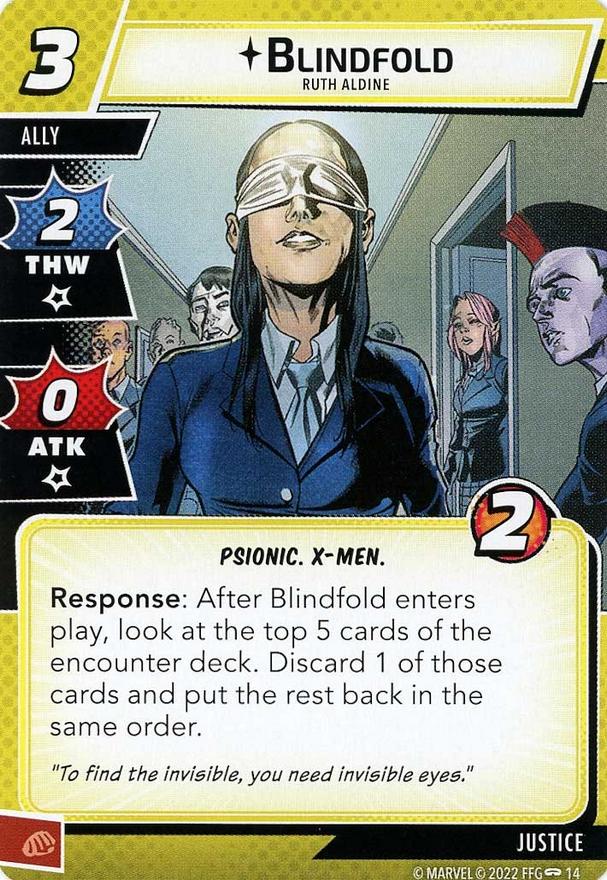 3
BLINDFOLD
RUTH ALDINE
ALLY
2
THW
0
ATK
2
PSIONIC. X-MEN.
Response: After Blindfold enters
play, look at the top 5 cards of the
encounter deck. Discard 1 of those
cards and put the rest back in the
same order.
"To find the invisible, you need invisible eyes."
JUSTICE
© MARVEL © 2022 FFG 14